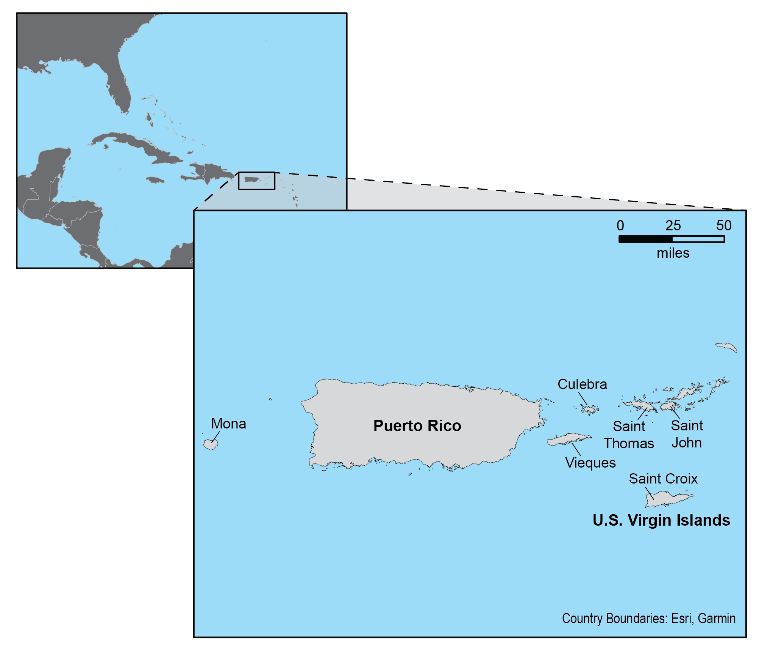 0 25 50
miles
Culebra
Mona
Puerto Rico
Saint
Thomas
Saint
John
Vieques
Saint Croix
U.S. Virgin Islands
Country Boundaries: Esri, Garmin